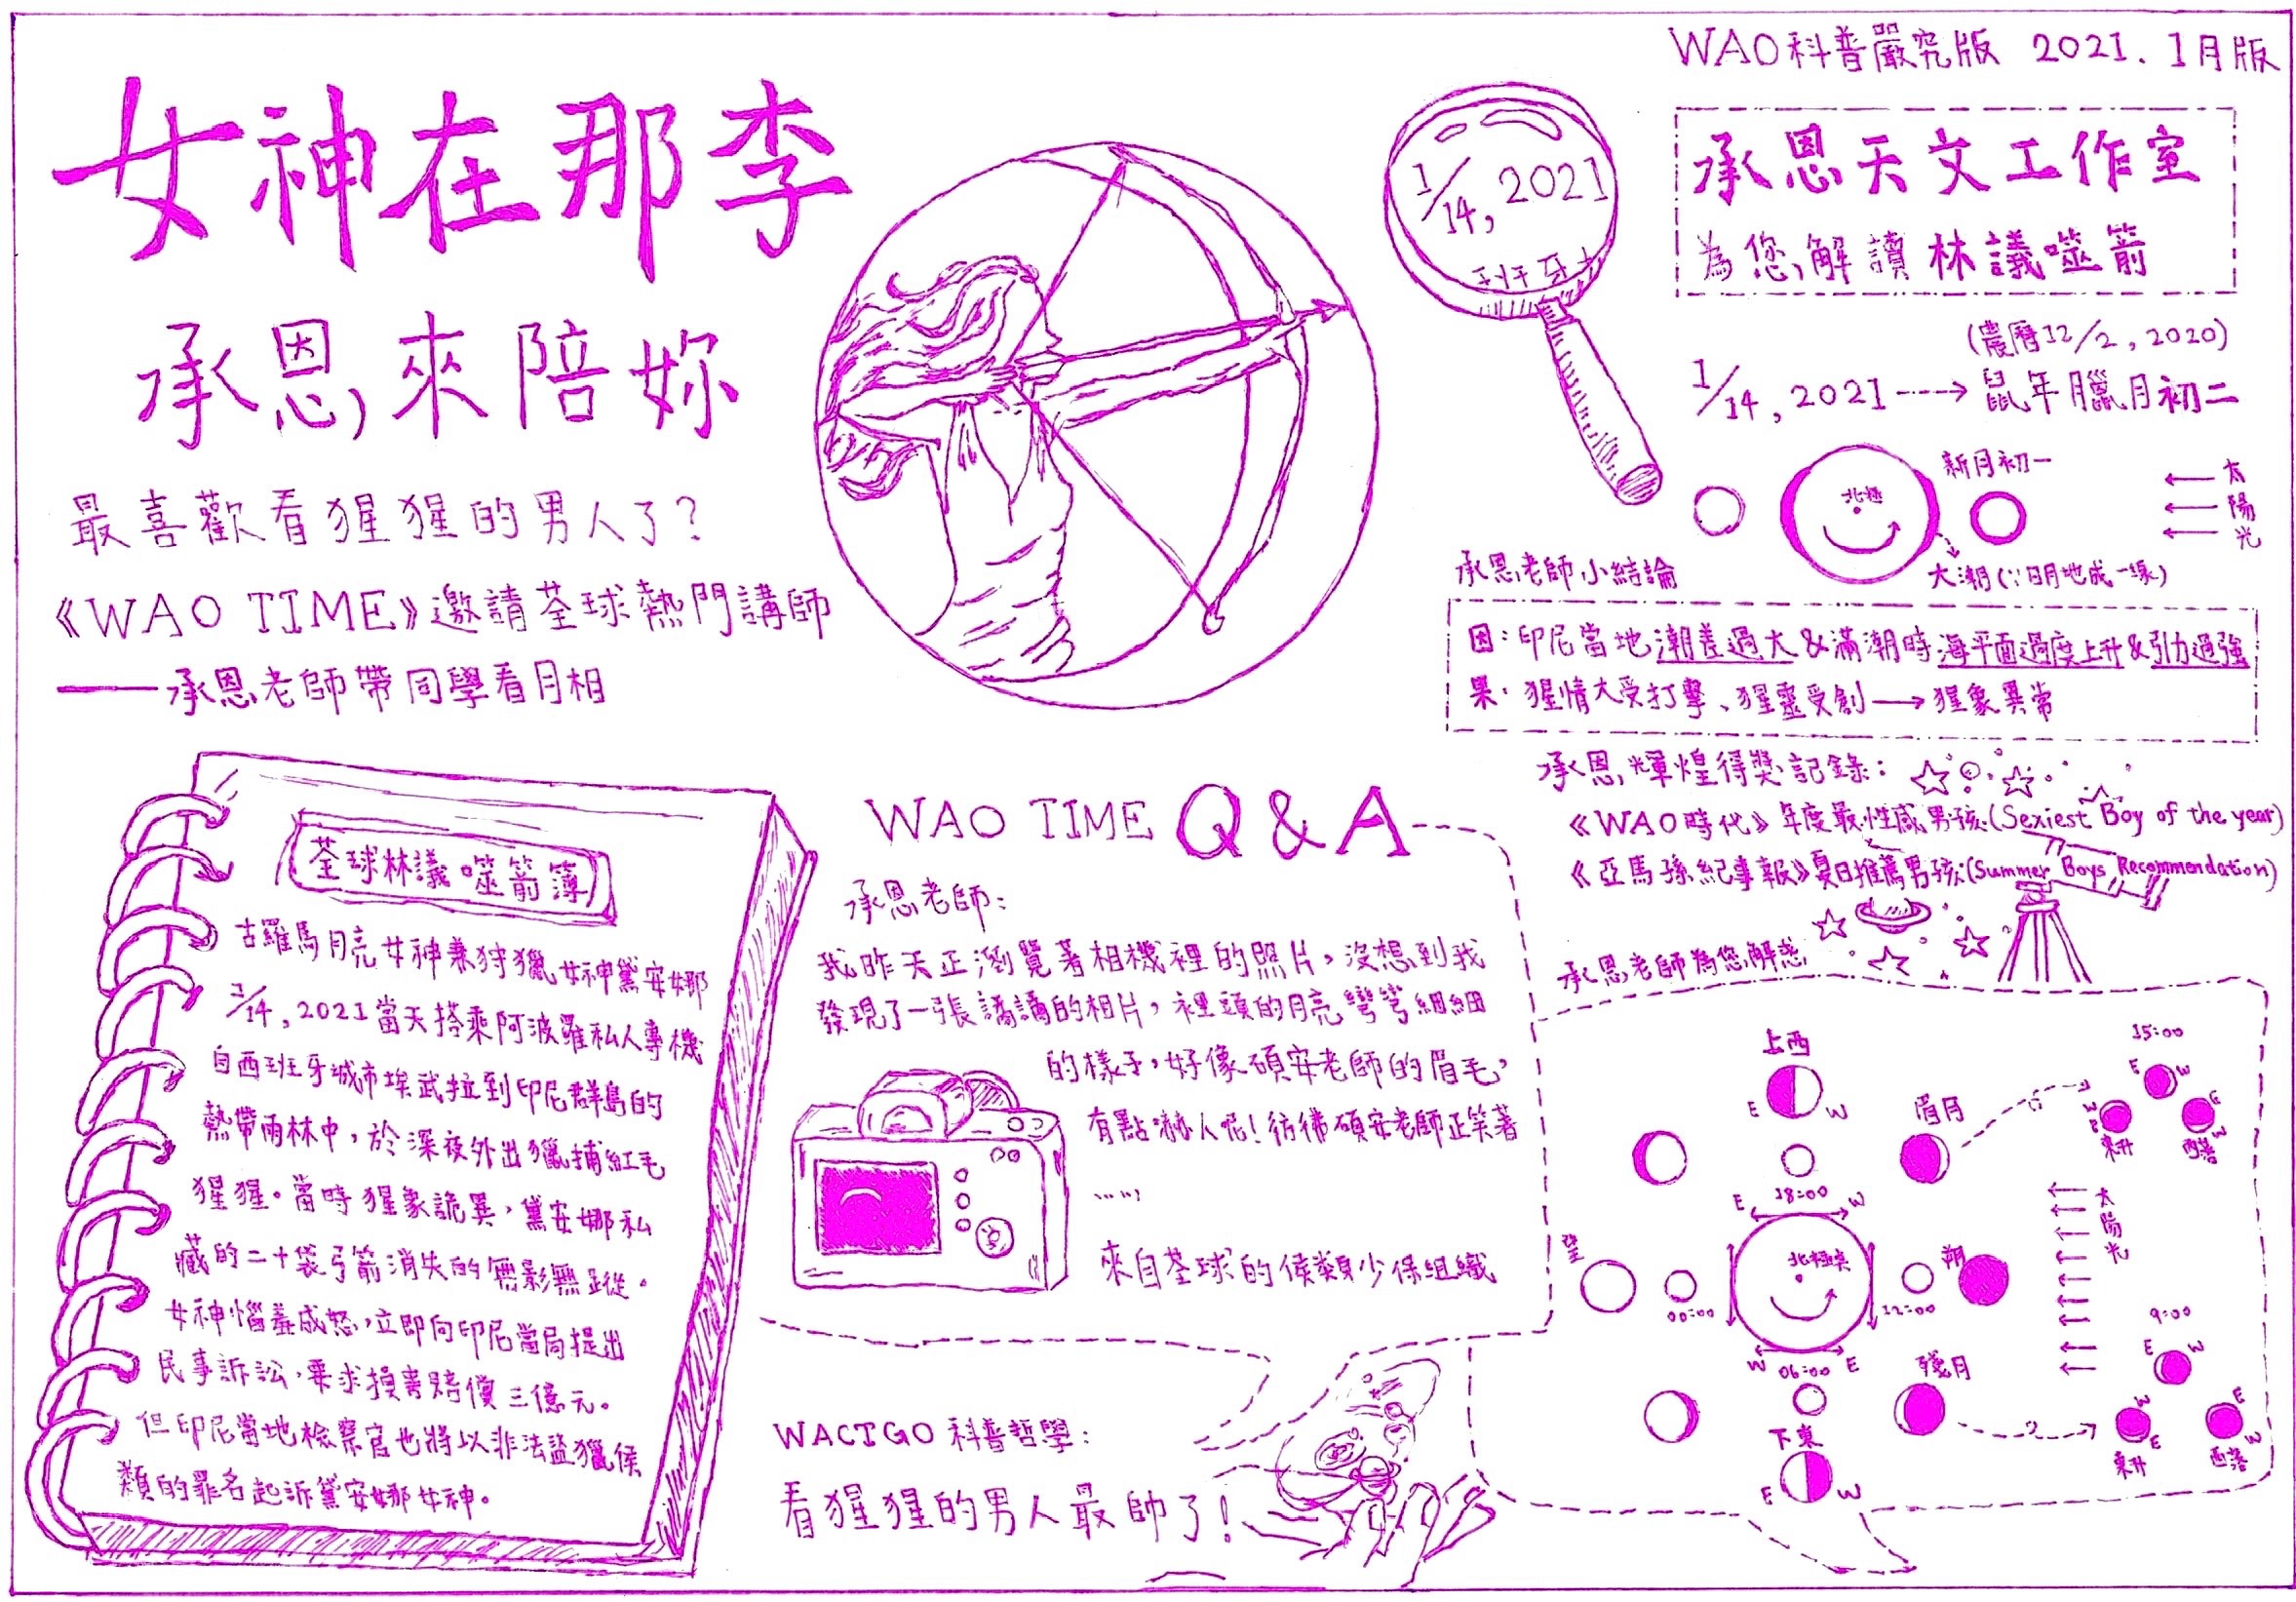 WAO科普嚴究版 2021.1月版
女神在那李
承恩來陪妳
最喜歡看猩猩的男人了?
《WAO TIME》邀請荃球熱門講師
——承恩老師帶同學看月相
1/14, 2021
班牙
承恩天文工作室
為您解讀林議噬箭
(農曆12/2, 2020)
1/14, 2021 ---→ 鼠年臘月初二
新月初一
北極
太陽光
大潮(∵日月地成一線)
承恩老師小結論
因:印尼當地潮差過大&滿潮時海平面過度上升&引力過強
果:猩情大受打擊、猩靈受創→猩象異常
承恩輝煌得獎記錄:
《WAO時代》年度最性感男孩(Sexiest Boy of the year)
《亞馬孫紀事報》夏日推薦男孩(Summer Boys Recommendation)
承恩老師為您解惑
荃球林議噬箭簿
古羅馬月亮女神兼狩獵女神黛安娜
1/14, 2021當天搭乘阿波羅私人專機
自西班牙城市埃武拉到印尼群島的
熱帶雨林中,於深夜外出獵捕紅毛
猩猩。當時猩象詭異,黛安娜私
藏的二十袋弓箭消失的無影無蹤。
女神惱羞成怒,立即向印尼當局提出
民事訴訟,要求損害賠償三億元。
但印尼當地檢察官也將以非法盜獵侯
類的罪名起訴黛安娜女神。
WAO TIME Q&A
承恩老師:
我昨天正瀏覽著相機裡的照片,沒想到我
發現了一張譎譎的相片,裡頭的月亮彎彎細細
的樣子,好像碩安老師的眉毛,
有點嚇人呢!彷彿碩安老師正笑著
......
來自荃球的侯類少保組織
WACTGO科普哲學:
看猩猩的男人最帥了!
上西
E W
眉月
15:00
E W
東升
西落
18:00
E W
望
00:00
北極點
12:00
朔
太陽光
W 06:00 E
殘月
9:00
E W
下東
E W
W E
東升
E W
西落